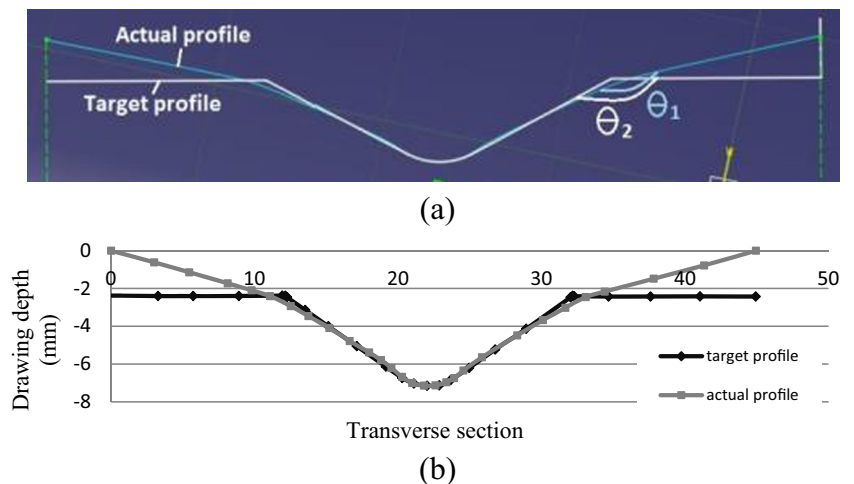 Actual profile
Target profile
θ1
θ2
(a)
0
-2
-4
-6
-8
0
10
20
30
40
50
Drawing depth
(mm)
target profile
actual profile
Transverse section
(b)